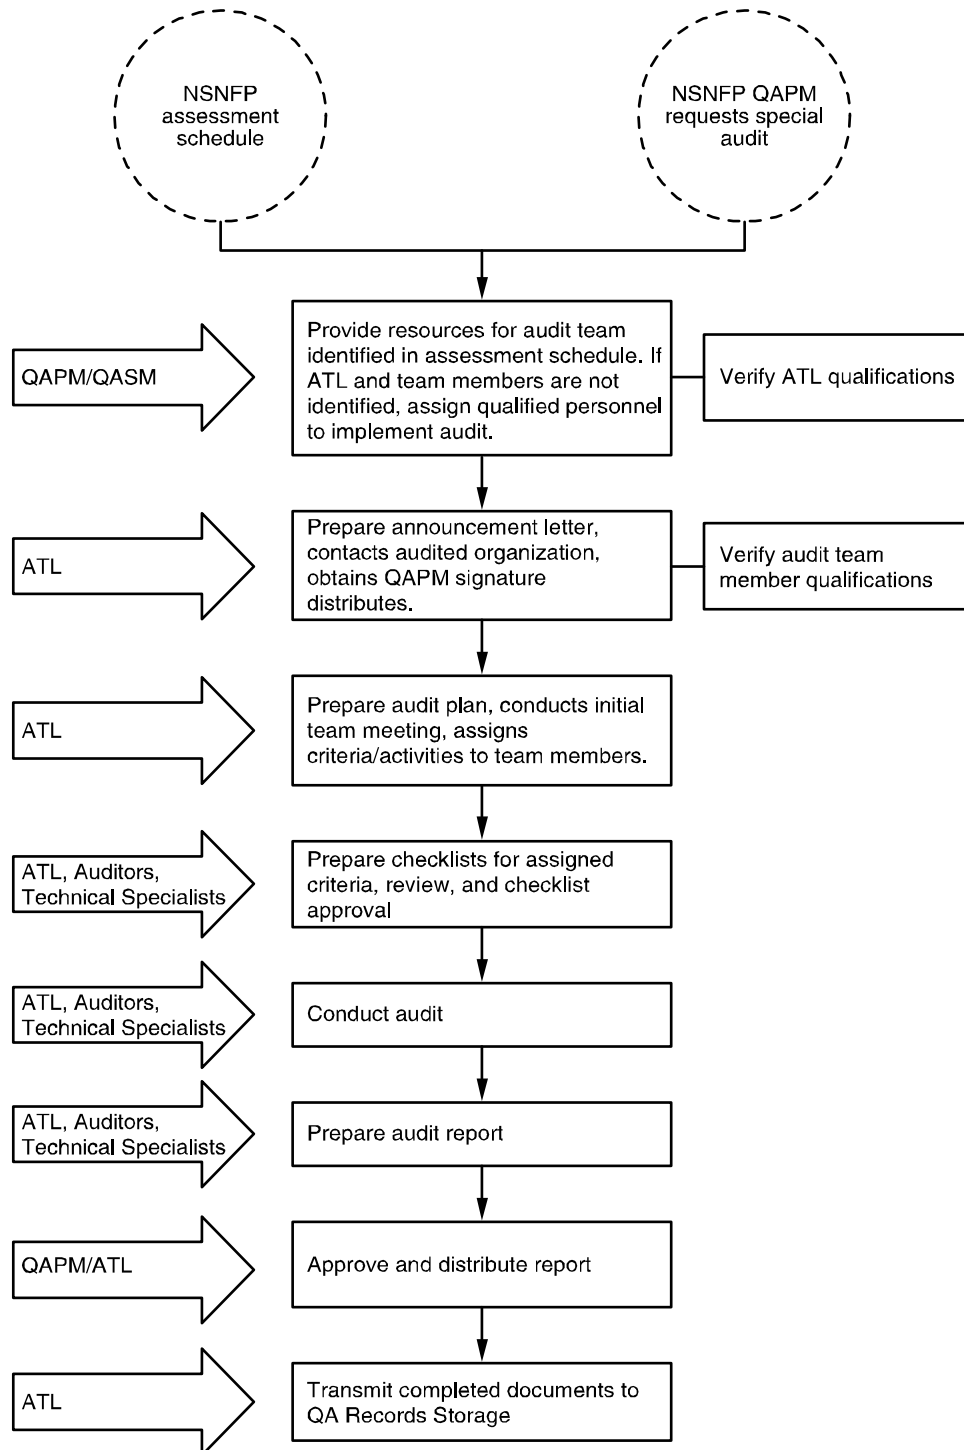 NSNFP
assessment
schedule
NSNFP QAPM
requests special
audit
QAPM/QASM
Provide resources for audit team
identified in assessment schedule. If
ATL and team members are not
identified, assign qualified personnel
to implement audit.
Verify ATL qualifications
ATL
Prepare announcement letter,
contacts audited organization,
obtains QAPM signature
distributes.
Verify audit team
member qualifications
ATL
Prepare audit plan, conducts initial
team meeting, assigns
criteria/activities to team members.
ATL, Auditors,
Technical Specialists
Prepare checklists for assigned
criteria, review, and checklist
approval
ATL, Auditors,
Technical Specialists
Conduct audit
ATL, Auditors,
Technical Specialists
Prepare audit report
QAPM/ATL
Approve and distribute report
ATL
Transmit completed documents to
QA Records Storage